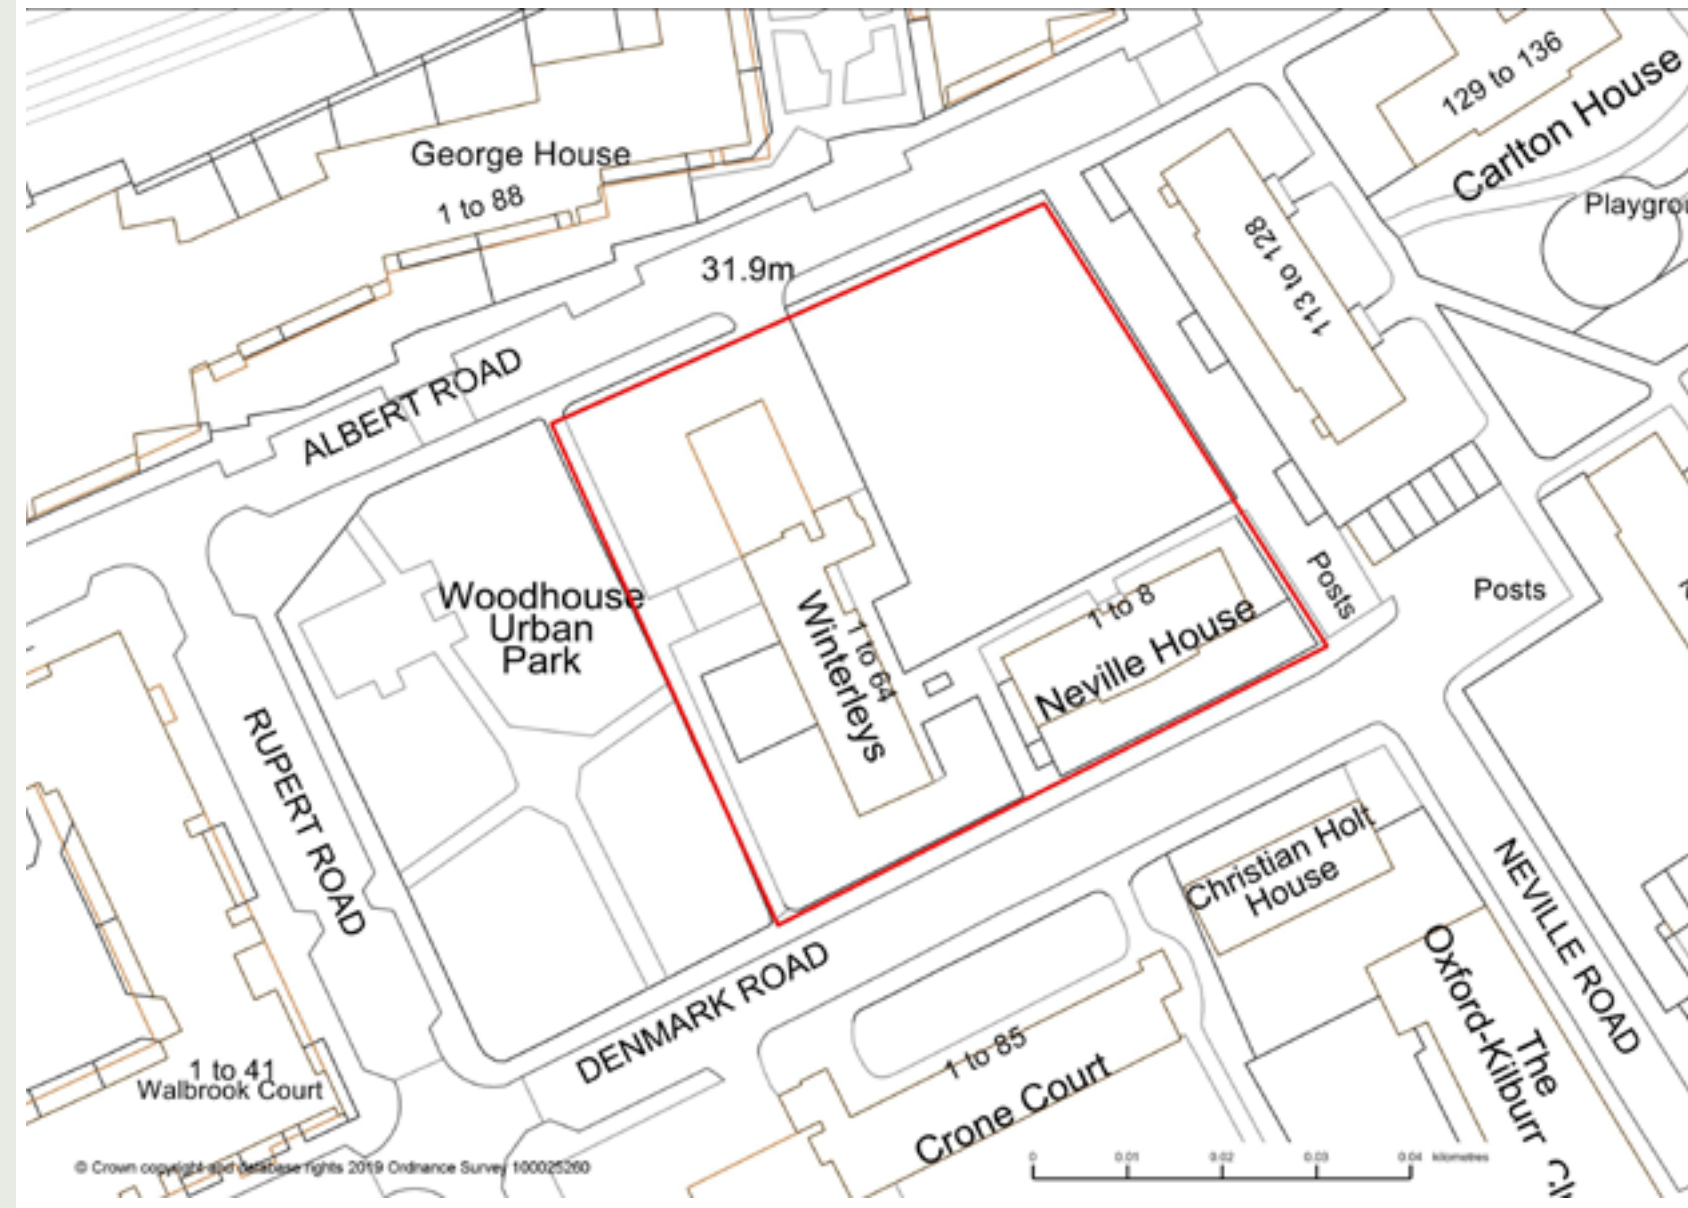 129 to 136
Carlton House
George House
1 to 88
Playgrou
113 to 128
31.9m
ALBERT ROAD
Posts
Posts
Woodhouse
Urban
Park
1 to 8
Neville House
1 to 64
Winterleys
RUPERT ROAD
Christian Holt
House
NEVILLE ROAD
DENMARK ROAD
The
Oxford-Kilburn Cl
1 to 85
Crone Court
1 to 41
Walbrook Court
© Crown copyright and database rights 2019 Ordnance Survey 100025260
0 0.01 0.02 0.03 0.04 kilometres